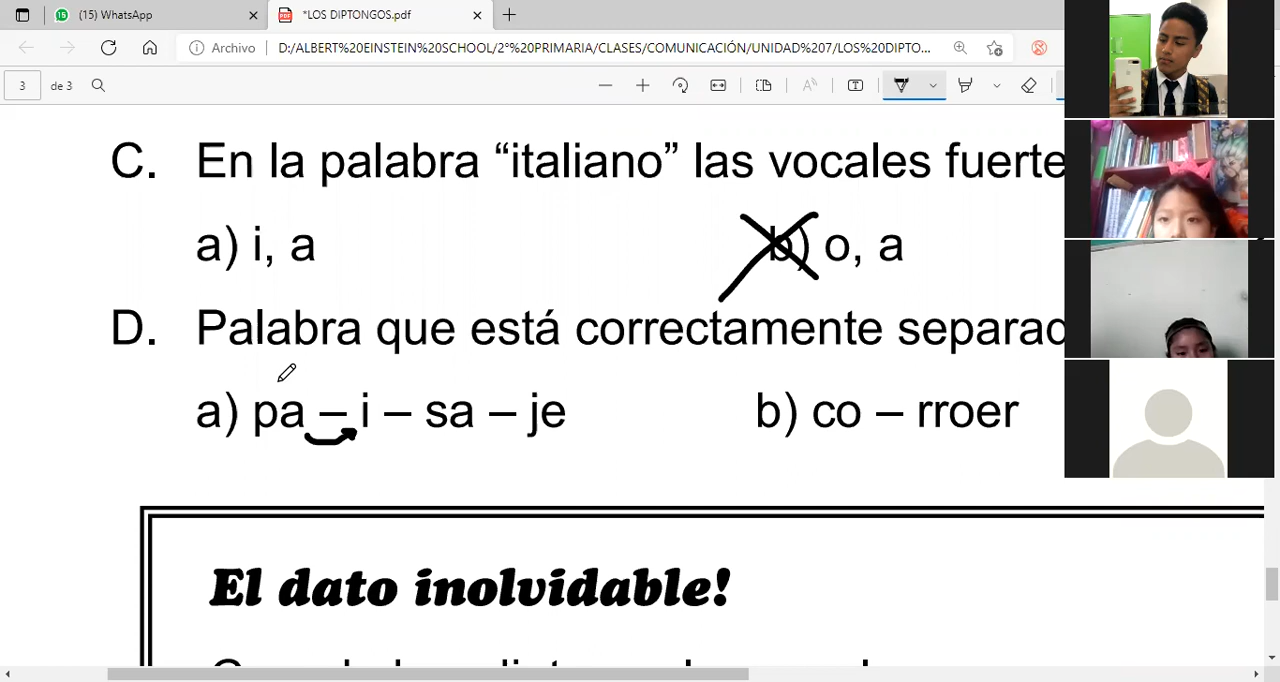 (15) WhatsApp
*LOS DIPTONGOS.pdf
Archivo
D:/ALBERT%20EINSTEIN%20SCHOOL/2°%20PRIMARIA/CLASES/COMUNICACIÓN/UNIDAD%207/LOS%20DIPTO...
3 de 3
C. En la palabra “italiano” las vocales fuerte
a) i, a b) o, a
D. Palabra que está correctamente separad
a) pa – i – sa – je b) co – rroer
El dato inolvidable!